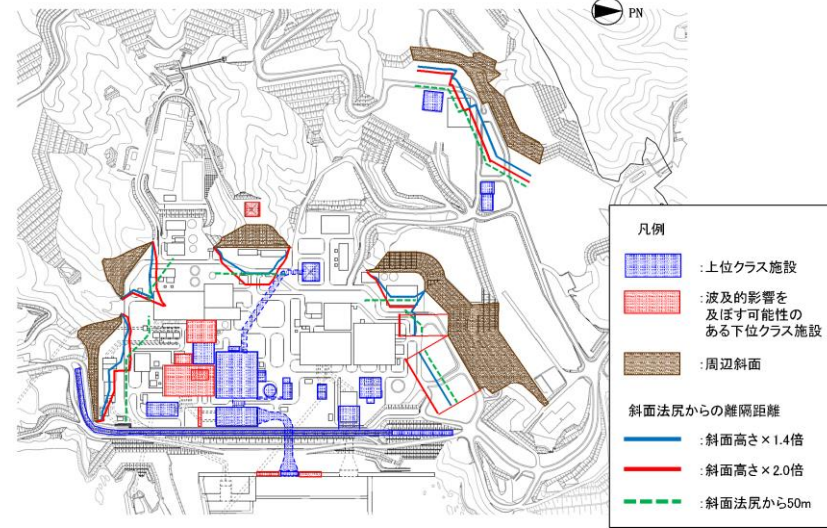 PN
凡例
:上位クラス施設
:波及的影響を
及ぼす可能性の
ある下位クラス施設
:周辺斜面
斜面法尻からの離隔距離
:斜面高さ×1.4倍
:斜面高さ×2.0倍
:斜面法尻から50m